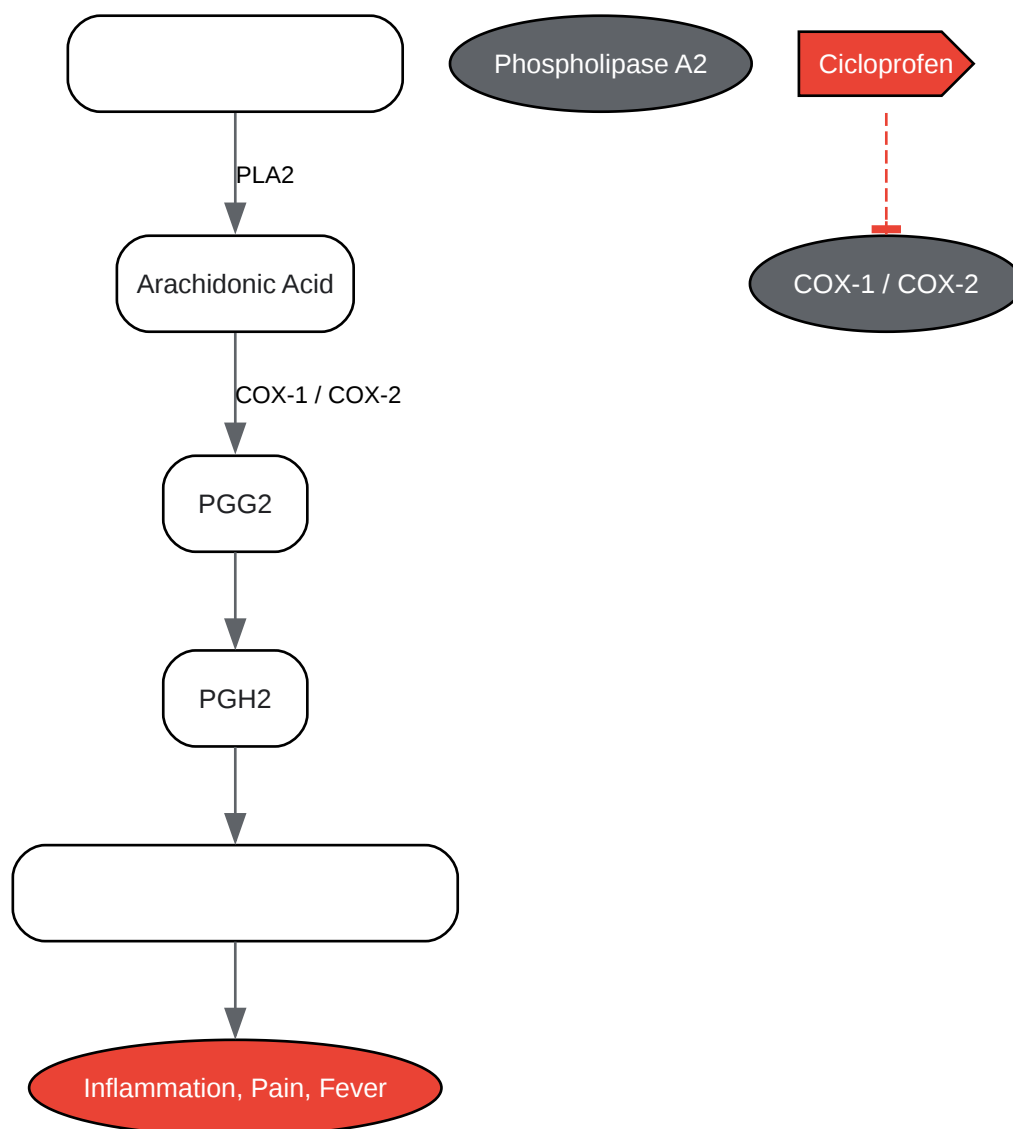 Phospholipase A2
Cicloprofen
PLA2
Arachidonic Acid
COX-1 / COX-2
COX-1 / COX-2
PGG2
PGH2
Inflammation, Pain, Fever